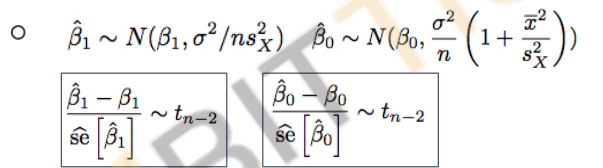 ○ β̂₁ ~ N(β₁, σ²/ns²_X) β̂₀ ~ N(β₀, σ²/n (1 + x̄²/s²_X))
(β̂₁ − β₁) / ŝe[β̂₁] ~ t_{n−2} (β̂₀ − β₀) / ŝe[β̂₀] ~ t_{n−2}